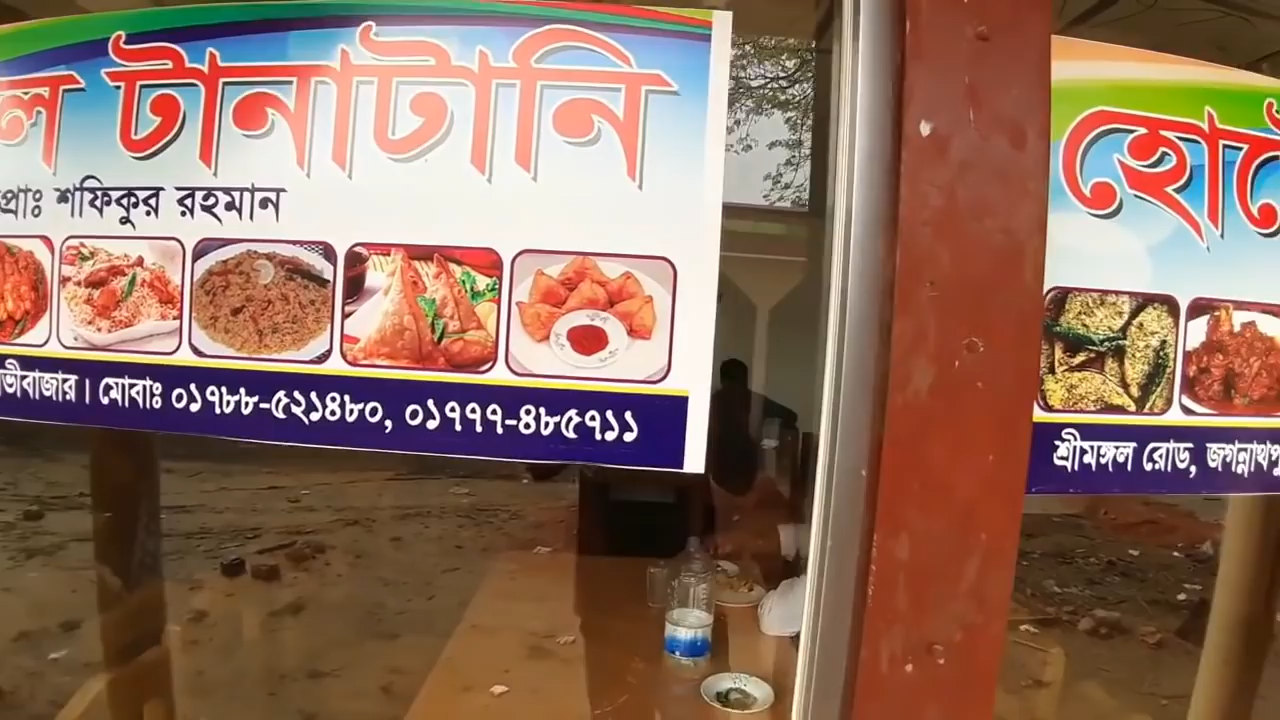 টানাটানি
প্রোঃ শফিকুর রহমান
মোবাঃ ০১৭৮৮-৫২১৪৮০, ০১৭৭৭-৪৮৫৭১১
শ্রীমঙ্গল রোড,